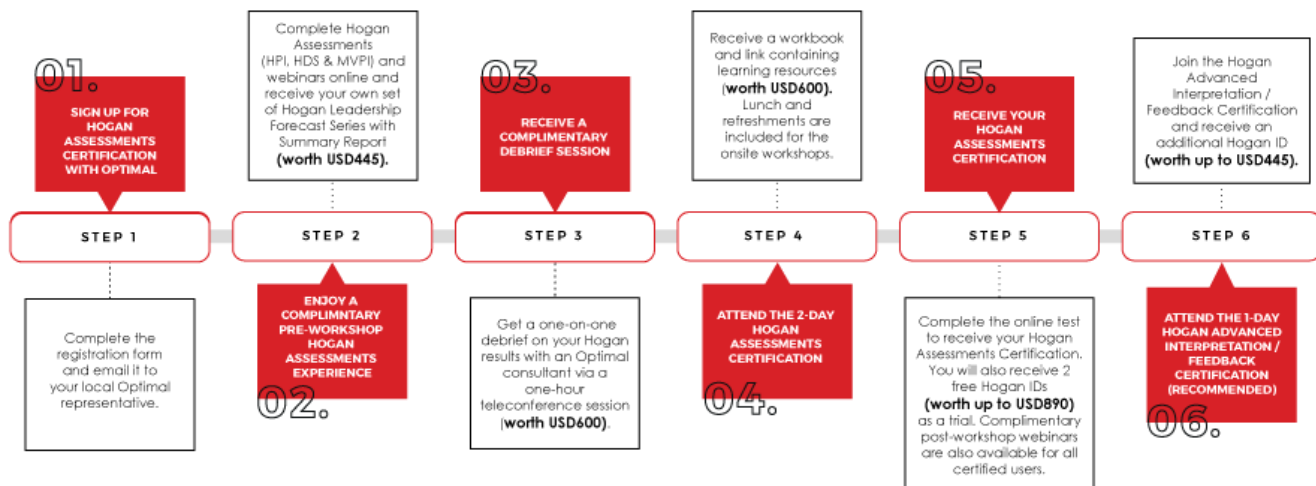 01.
SIGN UP FOR
HOGAN
ASSESSMENTS
CERTIFICATION
WITH OPTIMAL
STEP 1
Complete the
registration form
and email it to
your local Optimal
representative.
Complete Hogan
Assessments
(HPI, HDS & MVPI) and
webinars online and
receive your own set
of Hogan Leadership
Forecast Series with
Summary Report
(worth USD445).
STEP 2
ENJOY A
COMPLIMNTARY
PRE-WORKSHOP
HOGAN
ASSESSMENTS
EXPERIENCE
02.
03.
RECEIVE A
COMPLIMENTARY
DEBRIEF SESSION
STEP 3
Get a one-on-one
debrief on your Hogan
results with an Optimal
consultant via a
one-hour
teleconference session
(worth USD600).
Receive a workbook
and link containing
learning resources
(worth USD600).
Lunch and
refreshments are
included for the
onsite workshops.
STEP 4
ATTEND THE 2-DAY
HOGAN
ASSESSMENTS
CERTIFICATION
04.
05.
RECEIVE YOUR
HOGAN
ASSESSMENTS
CERTIFICATION
STEP 5
Complete the online test
to receive your Hogan
Assessments Certification.
You will also receive 2
free Hogan IDs
(worth up to USD890)
as a trial. Complimentary
post-workshop webinars
are also available for all
certified users.
Join the Hogan
Advanced
Interpretation /
Feedback Certification
and receive an
additional Hogan ID
(worth up to USD445).
STEP 6
ATTEND THE 1-DAY
HOGAN ADVANCED
INTERPRETATION /
FEEDBACK
CERTIFICATION
(RECOMMENDED)
06.